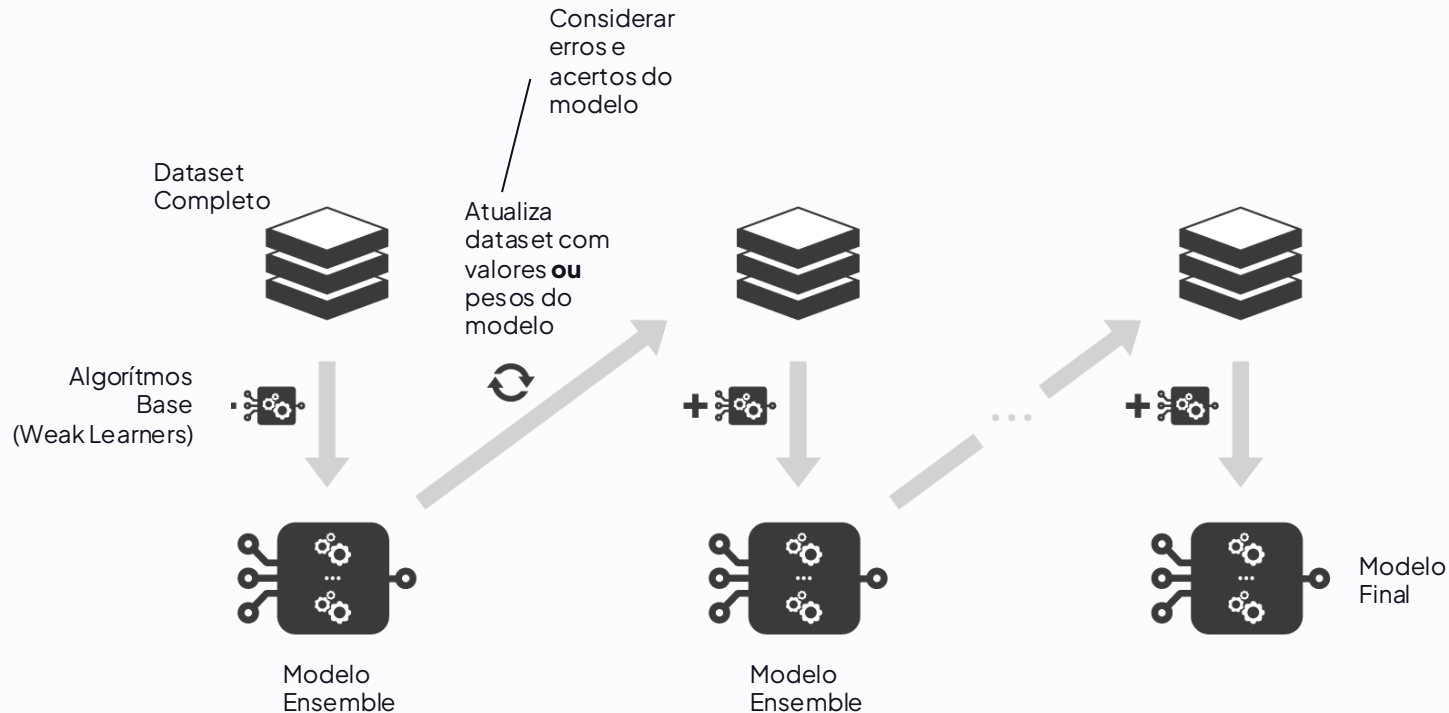 Considerar
erros e
acertos do
modelo
Dataset
Completo
Atualiza
dataset com
valores ou
pesos do
modelo
Algorítmos
Base
(Weak Learners)
Modelo
Ensemble
Modelo
Ensemble
Modelo
Final